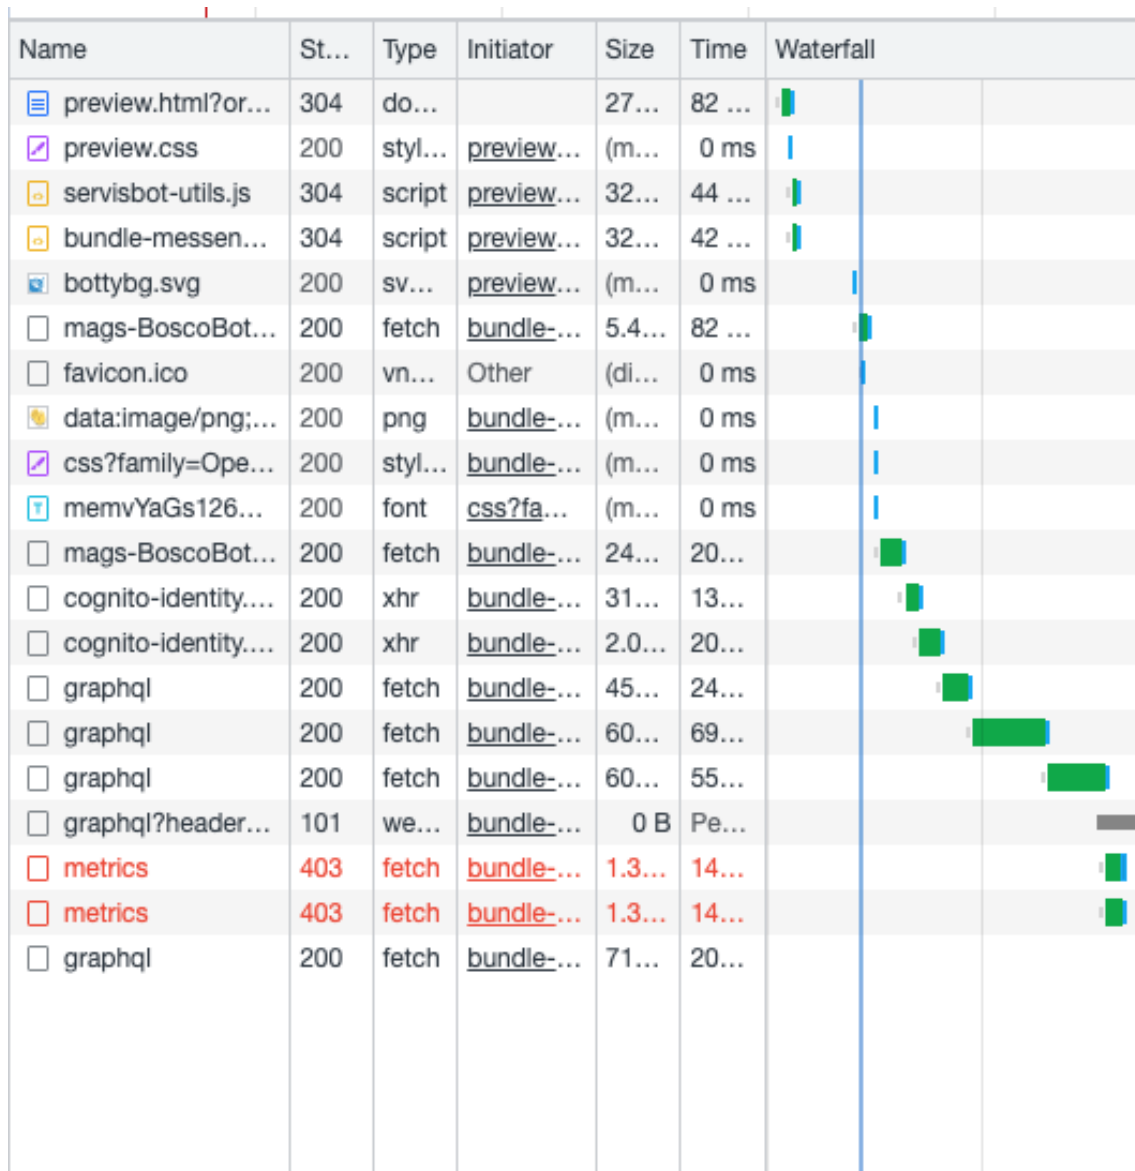 Name St... Type Initiator Size Time Waterfall
preview.html?or... 304 do... 27... 82 ...
preview.css 200 styl... preview... (m... 0 ms
servisbot-utils.js 304 script preview... 32... 44 ...
bundle-messen... 304 script preview... 32... 42 ...
bottybg.svg 200 sv... preview... (m... 0 ms
mags-BoscoBot... 200 fetch bundle-... 5.4... 82 ...
favicon.ico 200 vn... Other (di... 0 ms
data:image/png;... 200 png bundle-... (m... 0 ms
css?family=Ope... 200 styl... bundle-... (m... 0 ms
memvYaGs126... 200 font css?fa... (m... 0 ms
mags-BoscoBot... 200 fetch bundle-... 24... 20...
cognito-identity.... 200 xhr bundle-... 31... 13...
cognito-identity.... 200 xhr bundle-... 2.0... 20...
graphql 200 fetch bundle-... 45... 24...
graphql 200 fetch bundle-... 60... 69...
graphql 200 fetch bundle-... 60... 55...
graphql?header... 101 we... bundle-... 0 B Pe...
metrics 403 fetch bundle-... 1.3... 14...
metrics 403 fetch bundle-... 1.3... 14...
graphql 200 fetch bundle-... 71... 20...